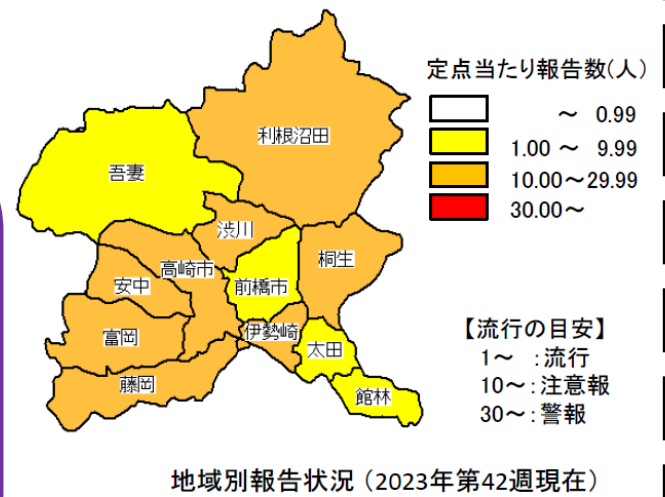 定点当たり報告数(人)
～ 0.99
1.00 ～ 9.99
10.00～29.99
30.00～
利根沼田
吾妻
渋川
高崎市
桐生
安中
前橋市
伊勢崎
富岡
太田
藤岡
館林
【流行の目安】
1～ ：流行
10～：注意報
30～：警報
地域別報告状況（2023年第42週現在）